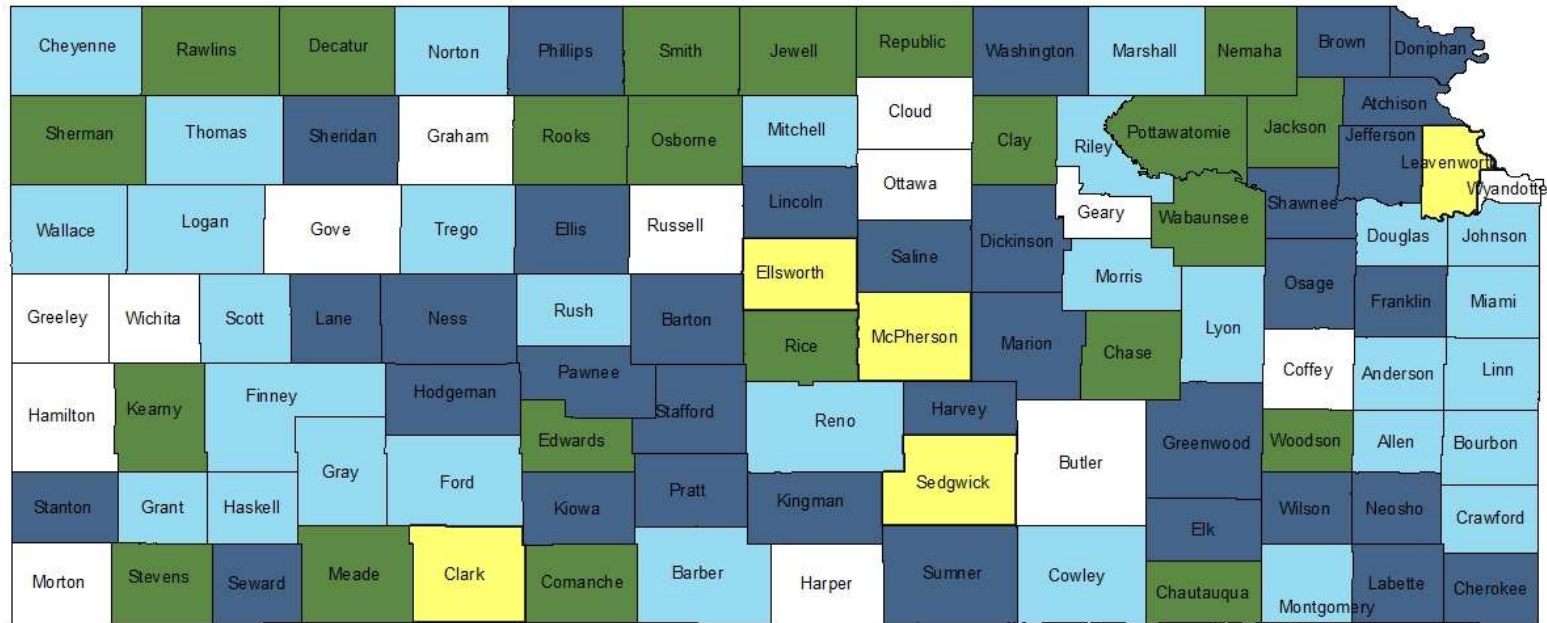 Cheyenne
Rawlins
Decatur
Norton
Phillips
Smith
Jewell
Republic
Washington
Marshall
Nemaha
Brown
Doniphan
Sherman
Thomas
Sheridan
Graham
Rooks
Osborne
Mitchell
Cloud
Clay
Riley
Pottawatomie
Jackson
Atchison
Jefferson
Leavenworth
Wyandotte
Wallace
Logan
Gove
Trego
Ellis
Russell
Lincoln
Ottawa
Saline
Dickinson
Geary
Wabaunsee
Shawnee
Douglas
Johnson
Ellsworth
Morris
Osage
Franklin
Miami
Greeley
Wichita
Scott
Lane
Ness
Rush
Barton
Rice
McPherson
Marion
Chase
Lyon
Coffey
Anderson
Linn
Hamilton
Kearny
Finney
Hodgeman
Pawnee
Stafford
Edwards
Reno
Harvey
Sedgwick
Butler
Greenwood
Woodson
Allen
Bourbon
Stanton
Grant
Haskell
Gray
Ford
Kiowa
Pratt
Kingman
Elk
Wilson
Neosho
Crawford
Morton
Stevens
Seward
Meade
Clark
Comanche
Barber
Harper
Sumner
Cowley
Chautauqua
Montgomery
Labette
Cherokee